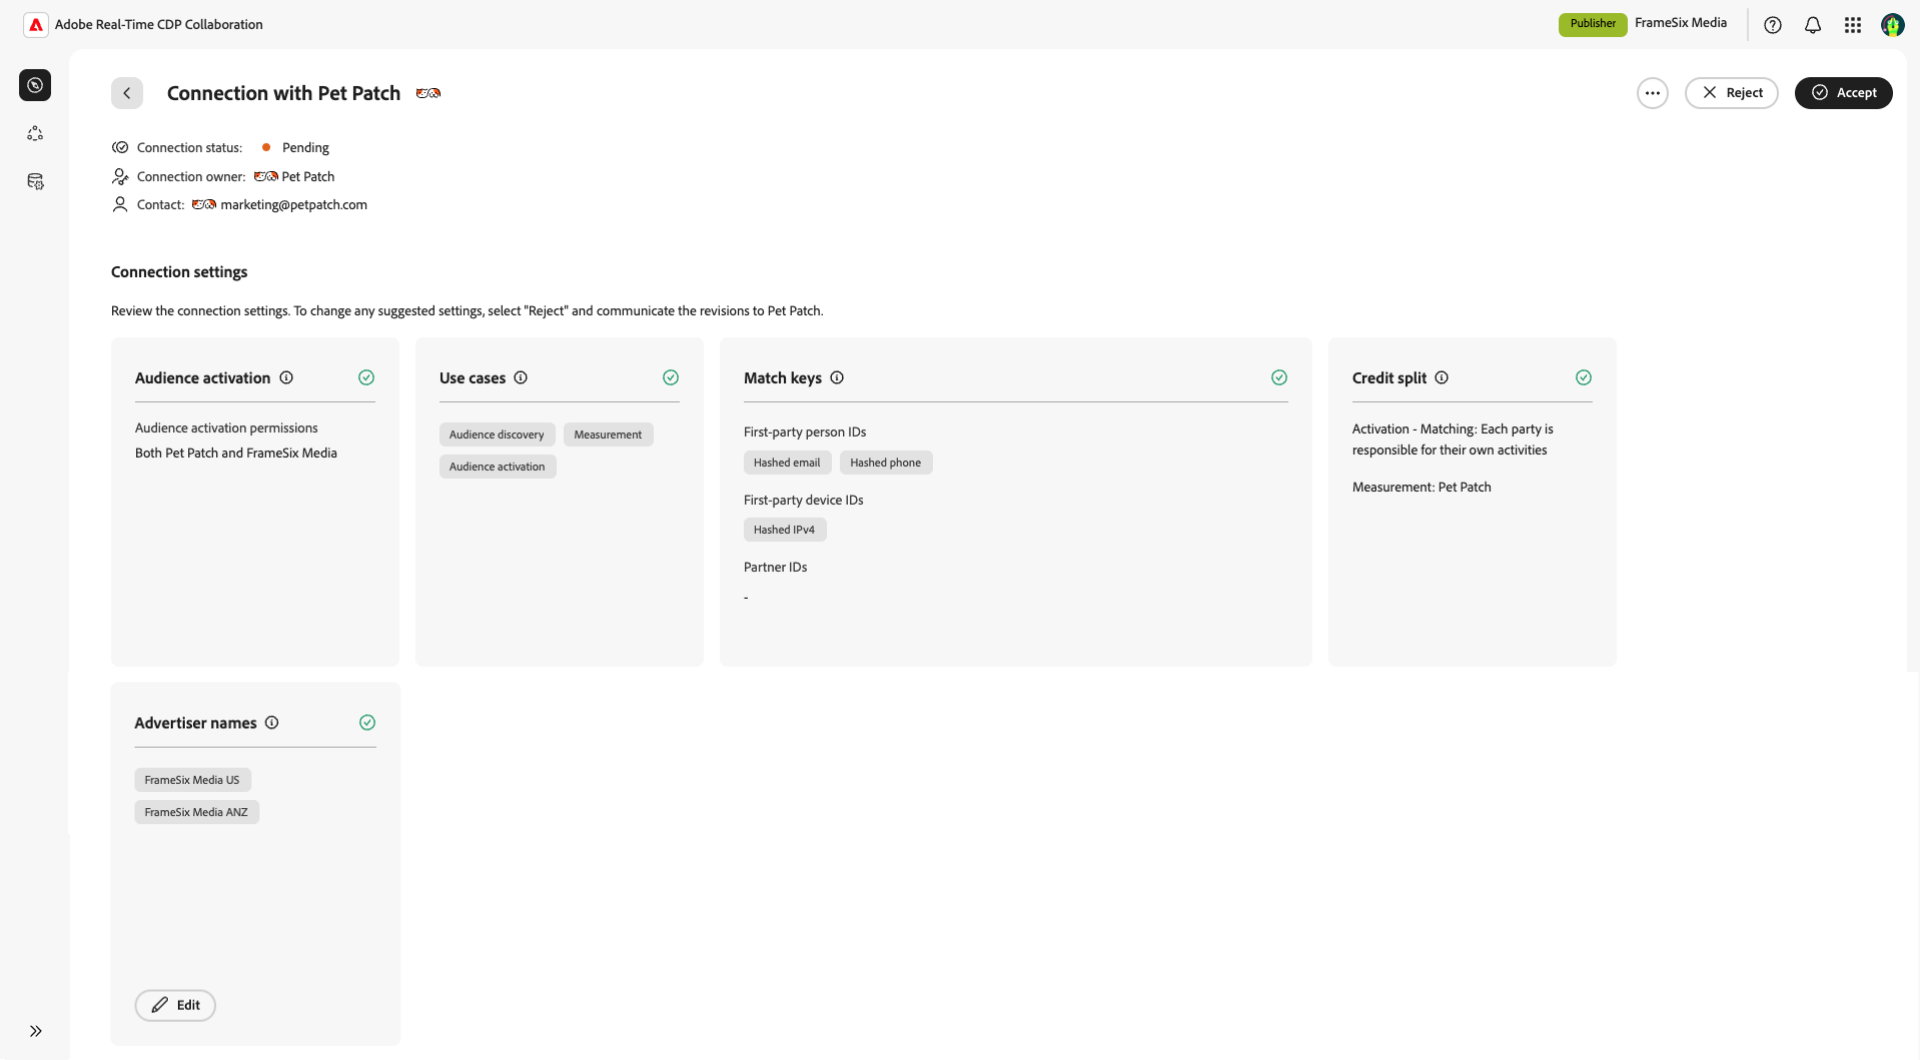 Adobe Real-Time CDP Collaboration
Publisher
FrameSix Media
Connection with Pet Patch
Reject
Accept
Connection status:
Pending
Connection owner:
Pet Patch
Contact:
marketing@petpatch.com
Connection settings
Review the connection settings. To change any suggested settings, select "Reject" and communicate the revisions to Pet Patch.
Audience activation
Audience activation permissions
Both Pet Patch and FrameSix Media
Use cases
Audience discovery
Measurement
Audience activation
Match keys
First-party person IDs
Hashed email
Hashed phone
First-party device IDs
Hashed IPv4
Partner IDs
-
Credit split
Activation - Matching: Each party is
responsible for their own activities
Measurement: Pet Patch
Advertiser names
FrameSix Media US
FrameSix Media ANZ
Edit